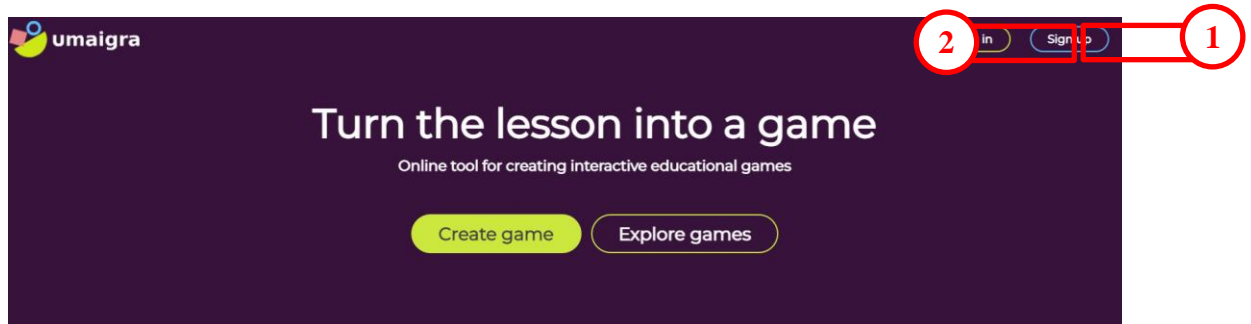 umaigra
2
in
Sign up
1
Turn the lesson into a game
Online tool for creating interactive educational games
Create game
Explore games